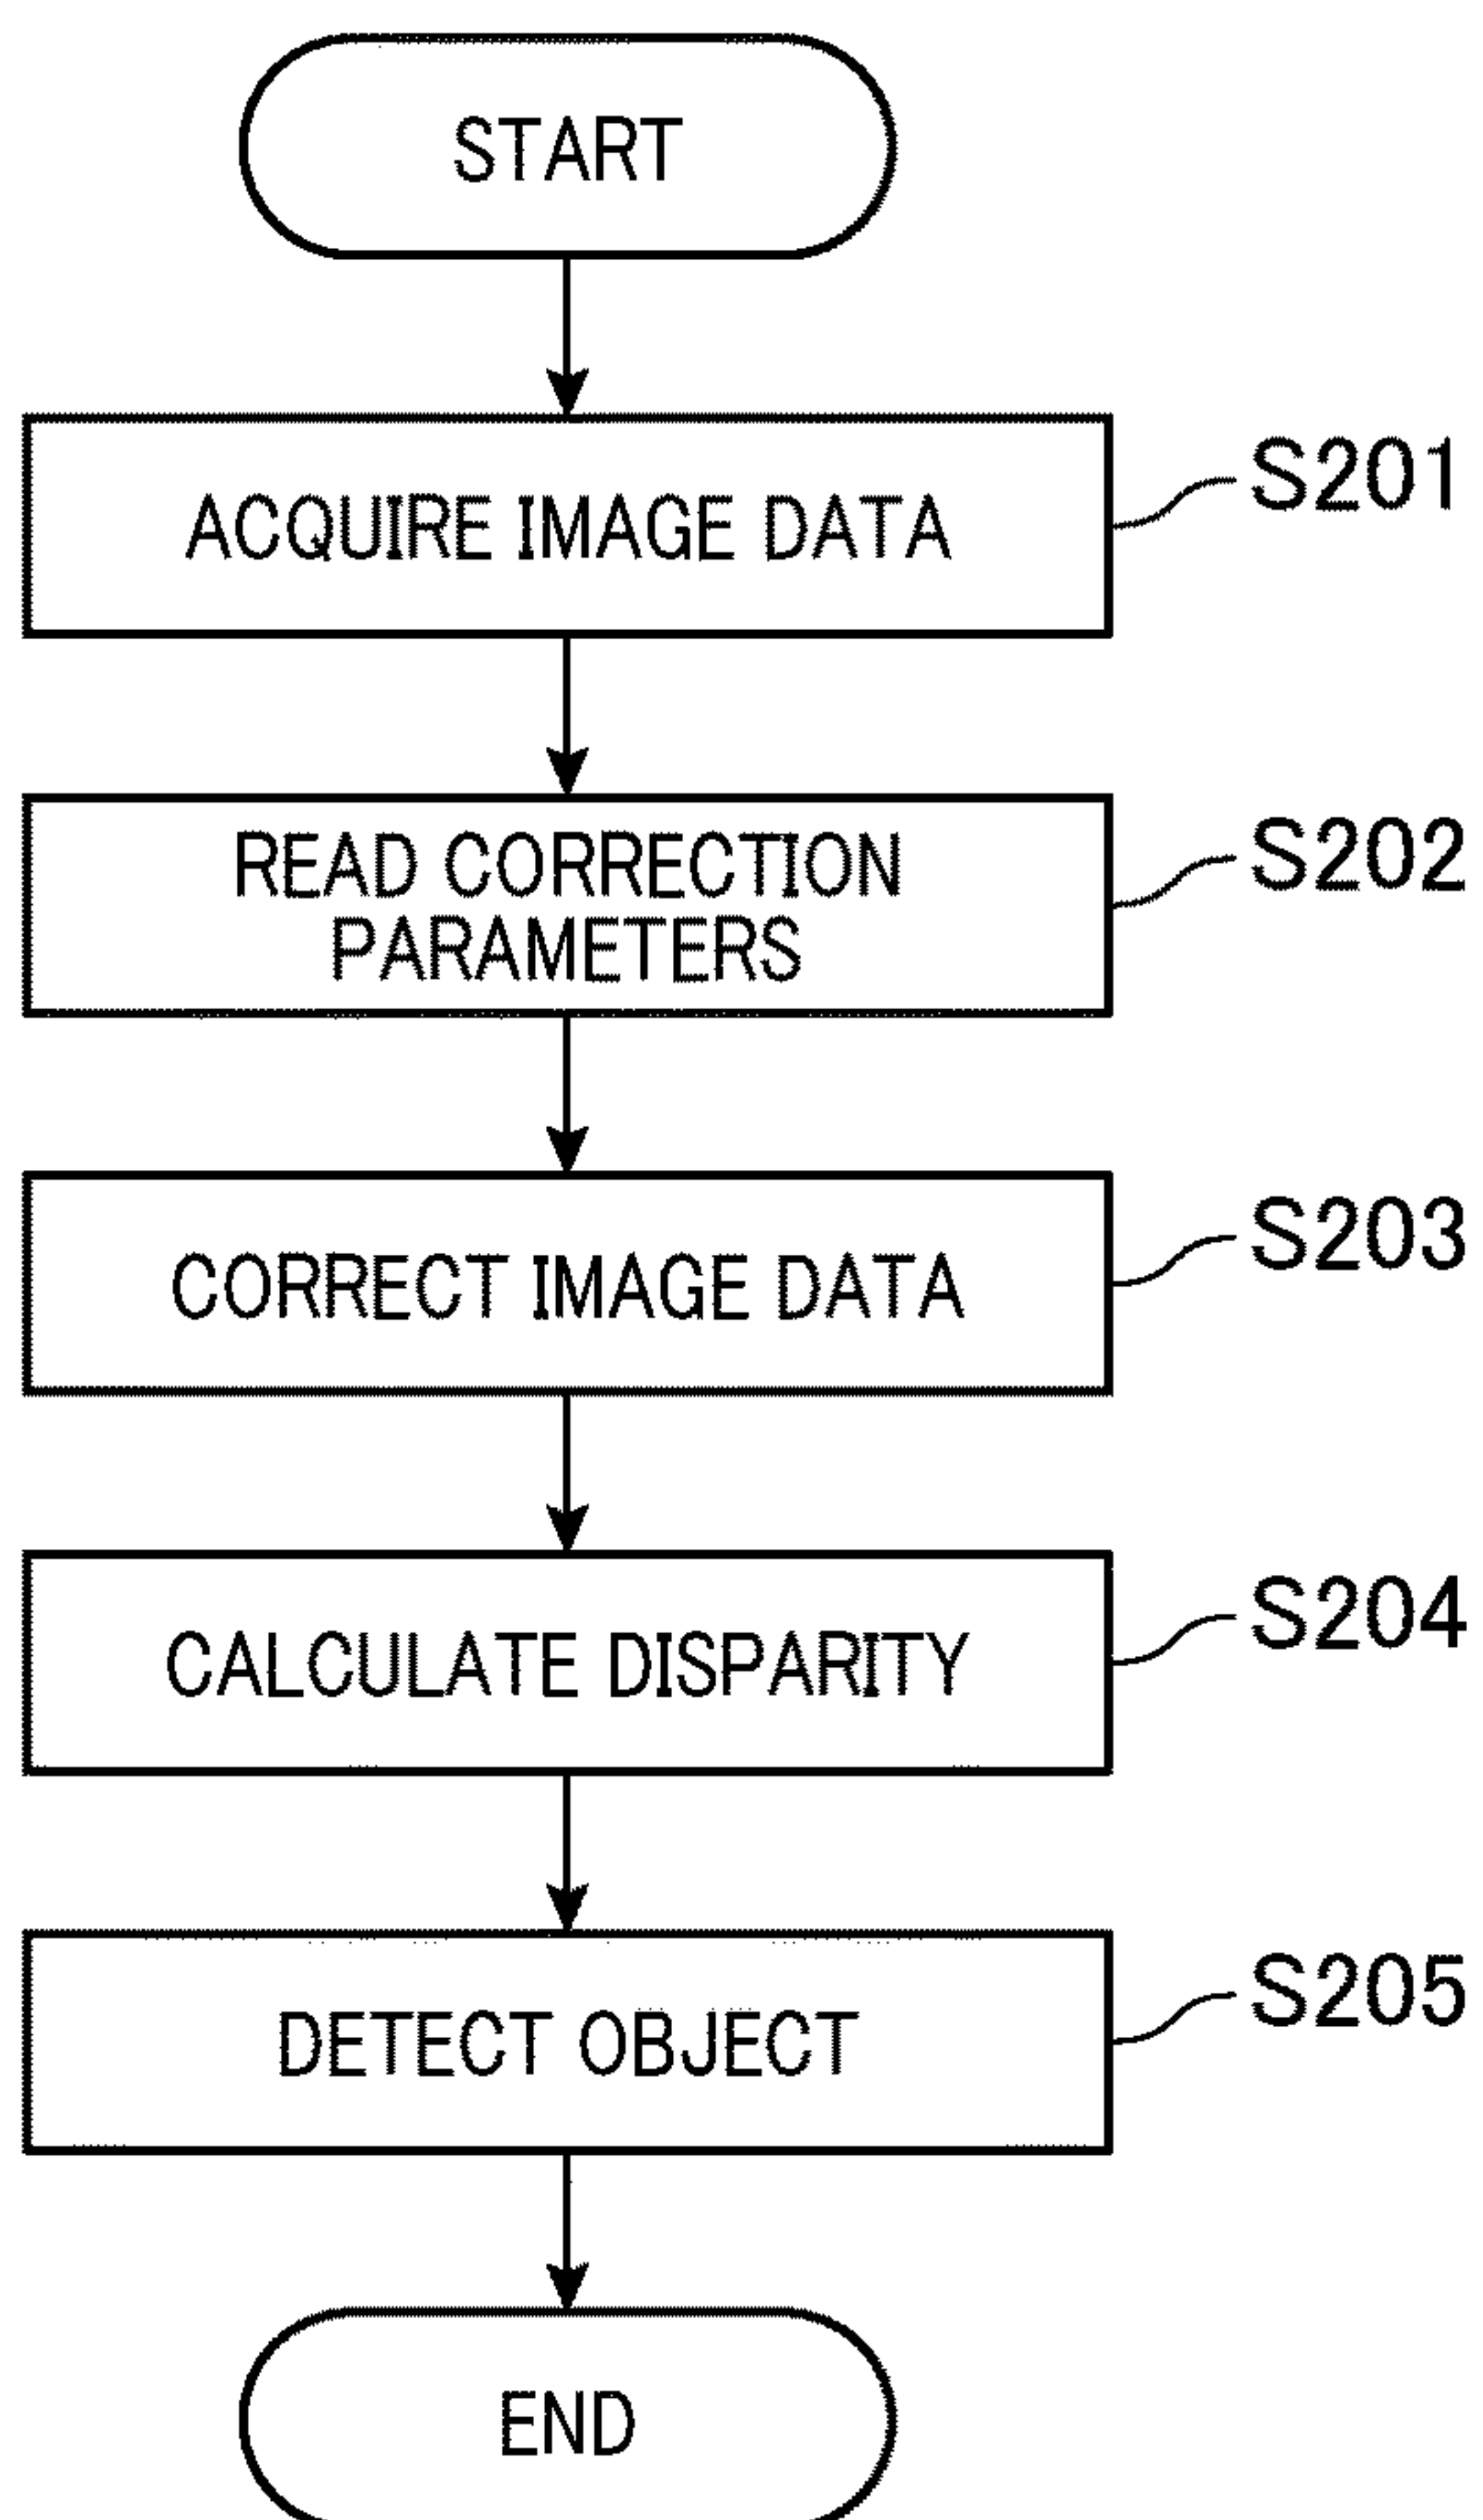 START
ACQUIRE IMAGE DATA
S201
READ CORRECTION
PARAMETERS
S202
CORRECT IMAGE DATA
S203
CALCULATE DISPARITY
S204
DETECT OBJECT
S205
END